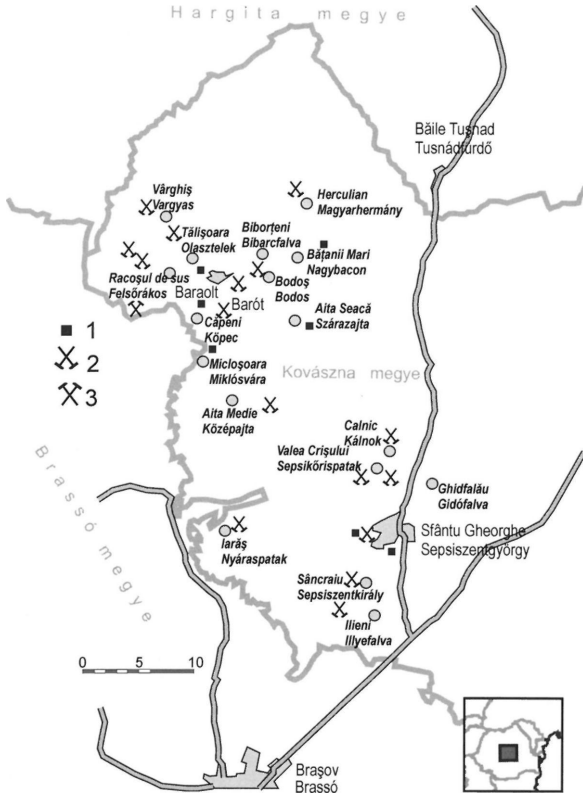 Hargita megye
Băile Tuşnad
Tusnádfürdő
Vârghiş
Vargyas
Herculian
Magyarhermány
Tălişoara
Olasztelek
Biborţeni
Bibarcfalva
Băţanii Mari
Nagybacon
Racoşul de sus
Felsőrákos
Bodoş
Bodos
Baraolt
Barót
Aita Seacă
Szárazajta
Căpeni
Köpec
1
2
3
Micloşoara
Miklósvára
Kovászna megye
Aita Medie
Középajta
Calnic
Kálnok
Valea Crişului
Sepsikőrispatak
Ghidfalău
Gidófalva
Brassó megye
Sfântu Gheorghe
Sepsiszentgyörgy
Iarăş
Nyáraspatak
Sâncraiu
Sepsiszentkirály
Ilieni
Illyefalva
0 5 10
Braşov
Brassó